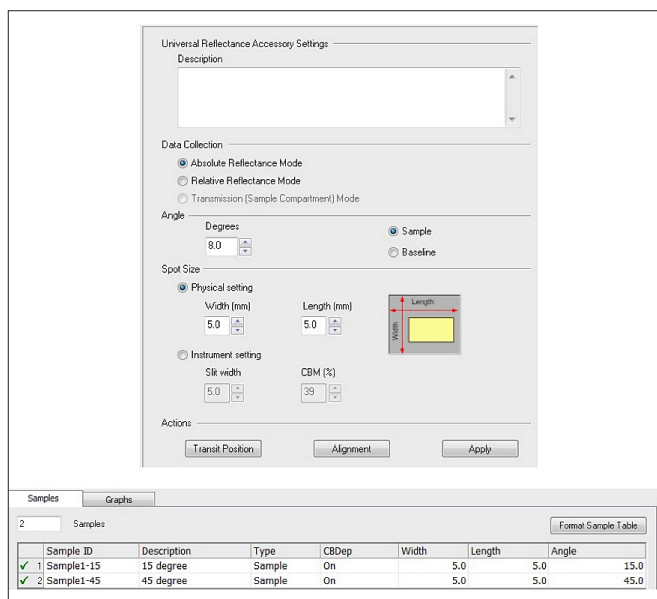 Universal Reflectance Accessory Settings
Description
Data Collection
Absolute Reflectance Mode
Relative Reflectance Mode
Transmission (Sample Compartment) Mode
Angle
Degrees
8.0
Sample
Baseline
Spot Size
Physical setting
Width (mm) Length (mm)
5.0 5.0
Length
Width
Instrument setting
Slit width CBM (%)
5.0 39
Actions
Transit Position Alignment Apply
Samples Graphs
2 Samples Format Sample Table
Sample ID Description Type CBDep Width Length Angle
1 Sample1-15 15 degree Sample On 5.0 5.0 15.0
2 Sample1-45 45 degree Sample On 5.0 5.0 45.0